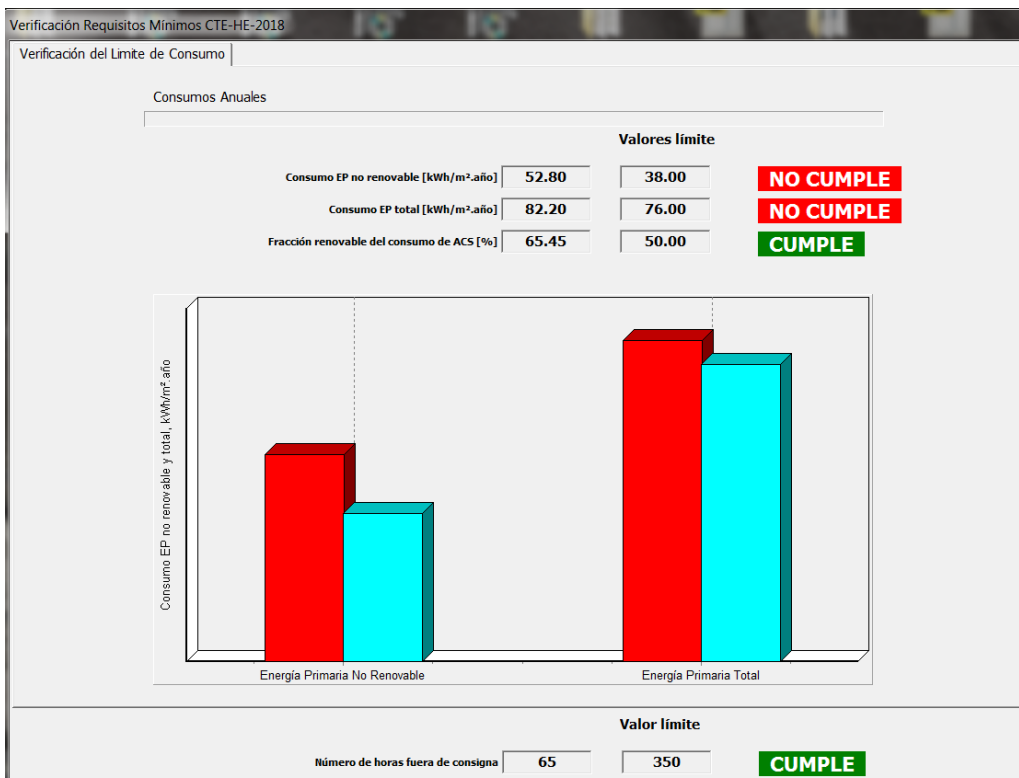 Verificación Requisitos Mínimos CTE-HE-2018
Verificación del Limite de Consumo
Consumos Anuales
Valores límite
Consumo EP no renovable [kWh/m².año] 52.80 38.00 NO CUMPLE
Consumo EP total [kWh/m².año] 82.20 76.00 NO CUMPLE
Fracción renovable del consumo de ACS [%] 65.45 50.00 CUMPLE
Consumo EP no renovable y total, kWh/m².año
Energía Primaria No Renovable Energía Primaria Total
Valor límite
Número de horas fuera de consigna 65 350 CUMPLE